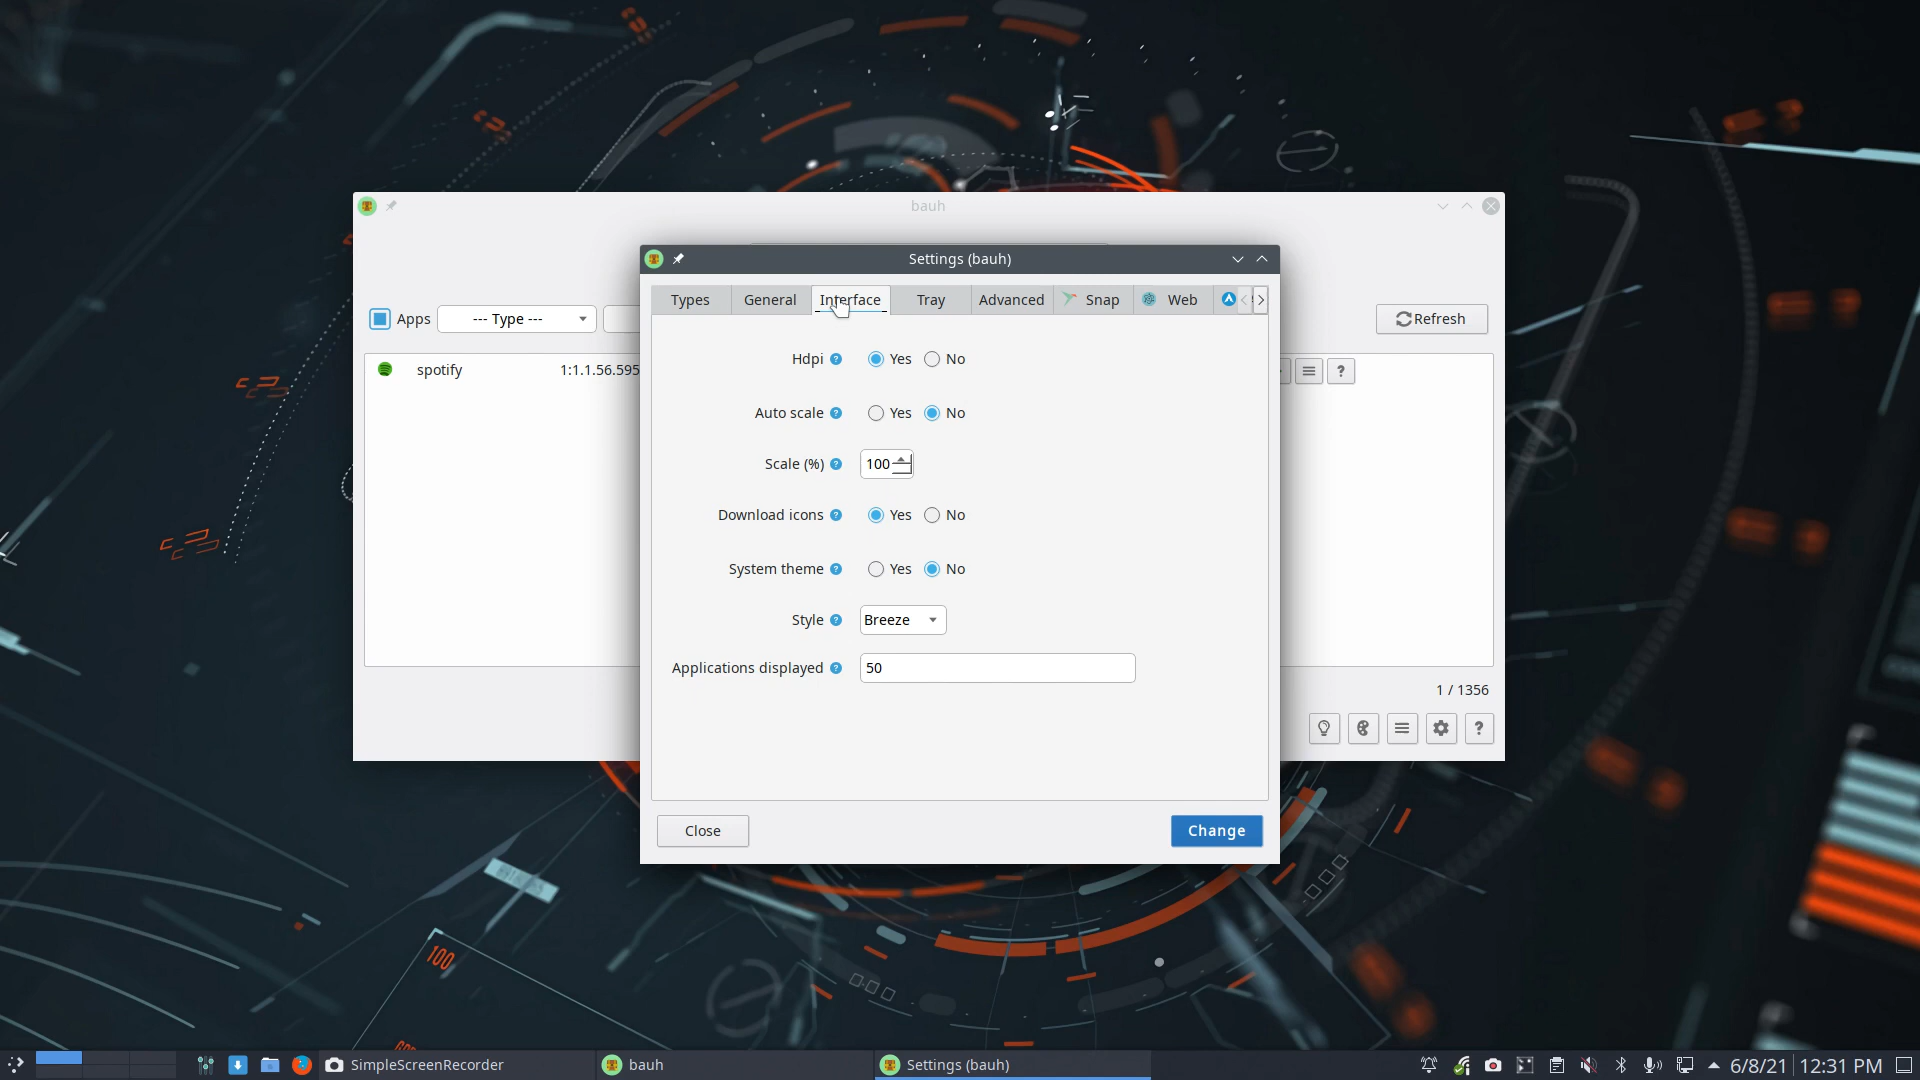 bauh
Settings (bauh)
Types General Interface Tray Advanced Snap Web
Apps --- Type --- Refresh
Hdpi ? Yes No
spotify 1:1.1.56.595 ?
Auto scale ? Yes No
Scale (%) ? 100
Download icons ? Yes No
System theme ? Yes No
Style ? Breeze
Applications displayed ? 50
1 / 1356
?
Close Change
100
SimpleScreenRecorder bauh Settings (bauh) 6/8/21 12:31 PM